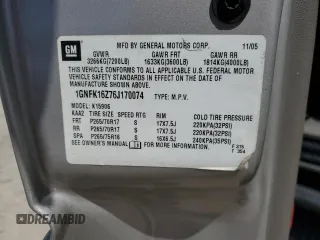 GM
MFD BY GENERAL MOTORS CORP. 11/05
GVWR GAWR FRT GAWR RR
3266KG(7200LB) 1633KG(3600LB) 1814KG(4000LB)
THIS VEHICLE CONFORMS TO ALL APPLICABLE U.S. FEDERAL
MOTOR VEHICLE SAFETY AND THEFT PREVENTION
STANDARDS IN EFFECT ON THE DATE OF
MANUFACTURE SHOWN ABOVE.
1GNFK16Z76J170074 TYPE: M.P.V.
MODEL: K15906
KAA2 TIRE SIZE SPEED RTG RIM COLD TIRE PRESSURE
FRT P265/70R17 S 17X7.5J 220KPA(32PSI)
RR P265/70R17 S 17X7.5J 220KPA(32PSI)
SPA P265/75R16 S 16X6.5J 240KPA(35PSI)
SEE OWNER'S MANUAL FOR ADDITIONAL INFORMATION.
DREAMBID